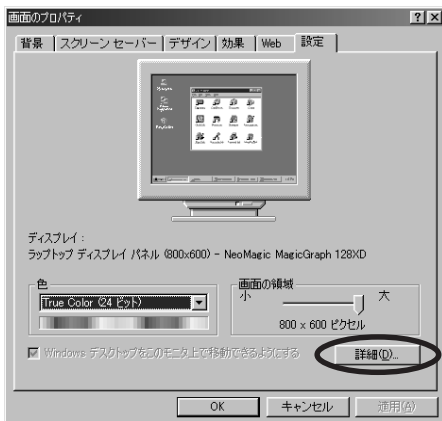 画面のプロパティ
背景 スクリーン セーバー デザイン 効果 Web 設定
ディスプレイ :
ラップトップ ディスプレイ パネル (800x600) - NeoMagic MagicGraph 128XD
色
True Color (24 ビット)
画面の領域
小 大
800 x 600 ピクセル
Windows デスクトップをこのモニタ上で移動できるようにする
詳細(D)...
OK キャンセル 適用(A)